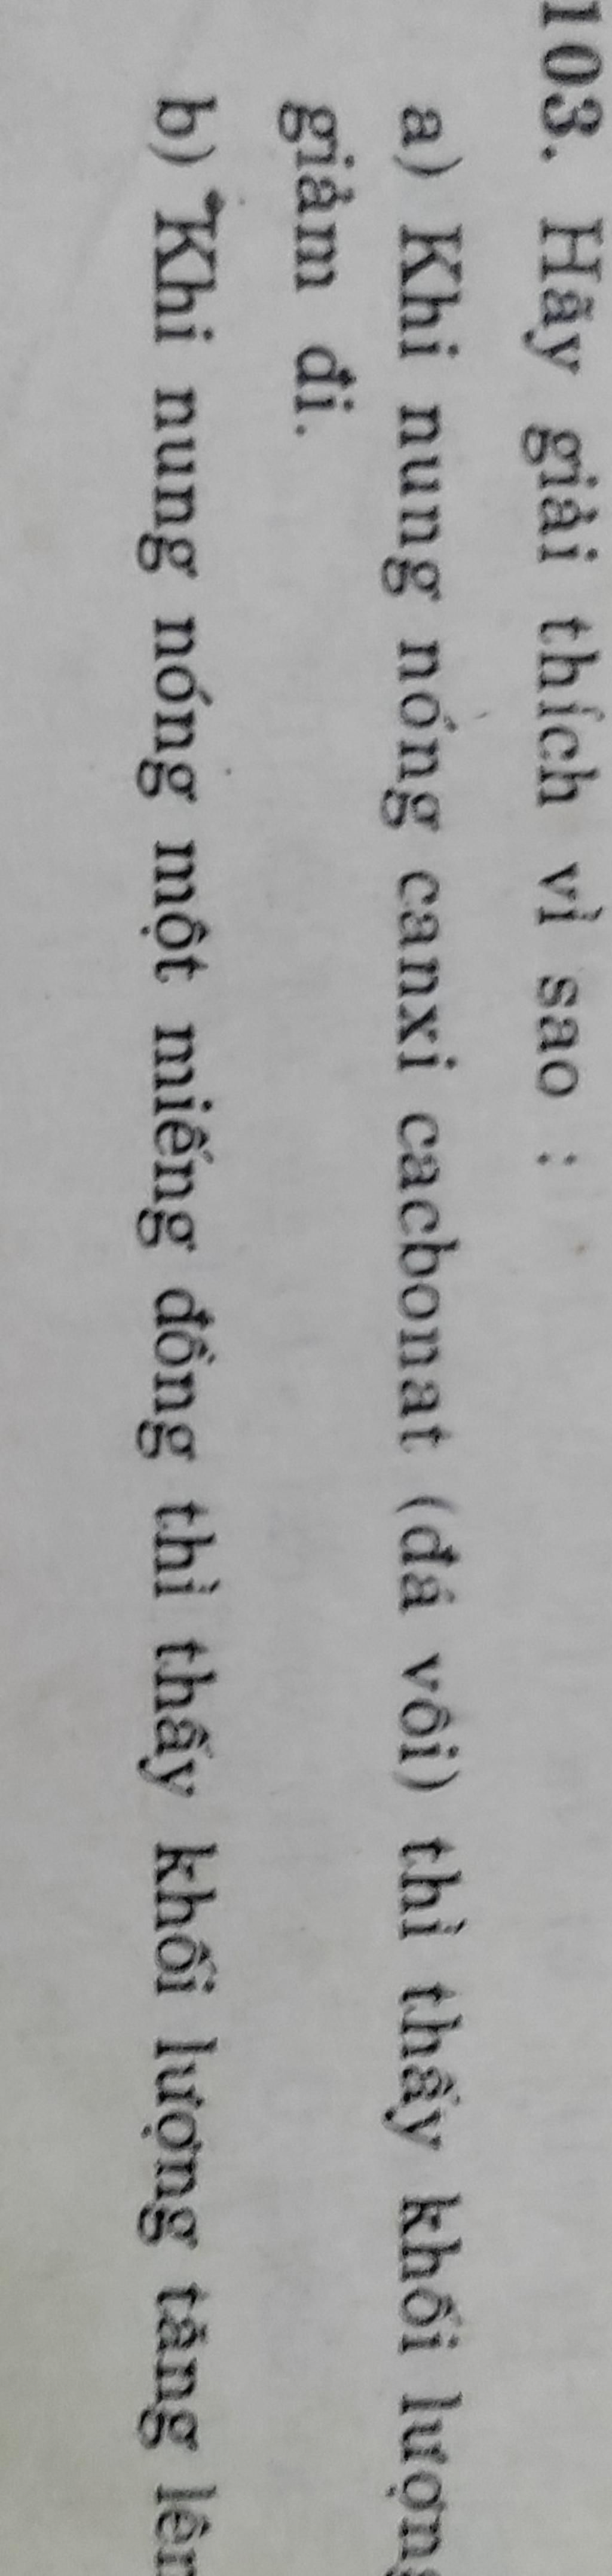 103. Hãy giải thích vì sao :
a) Khi nung nóng canxi cacbonat (đá vôi) thì thấy khối lượng
giảm đi.
b) Khi nung nóng một miếng đồng thì thấy khối lượng tăng lên